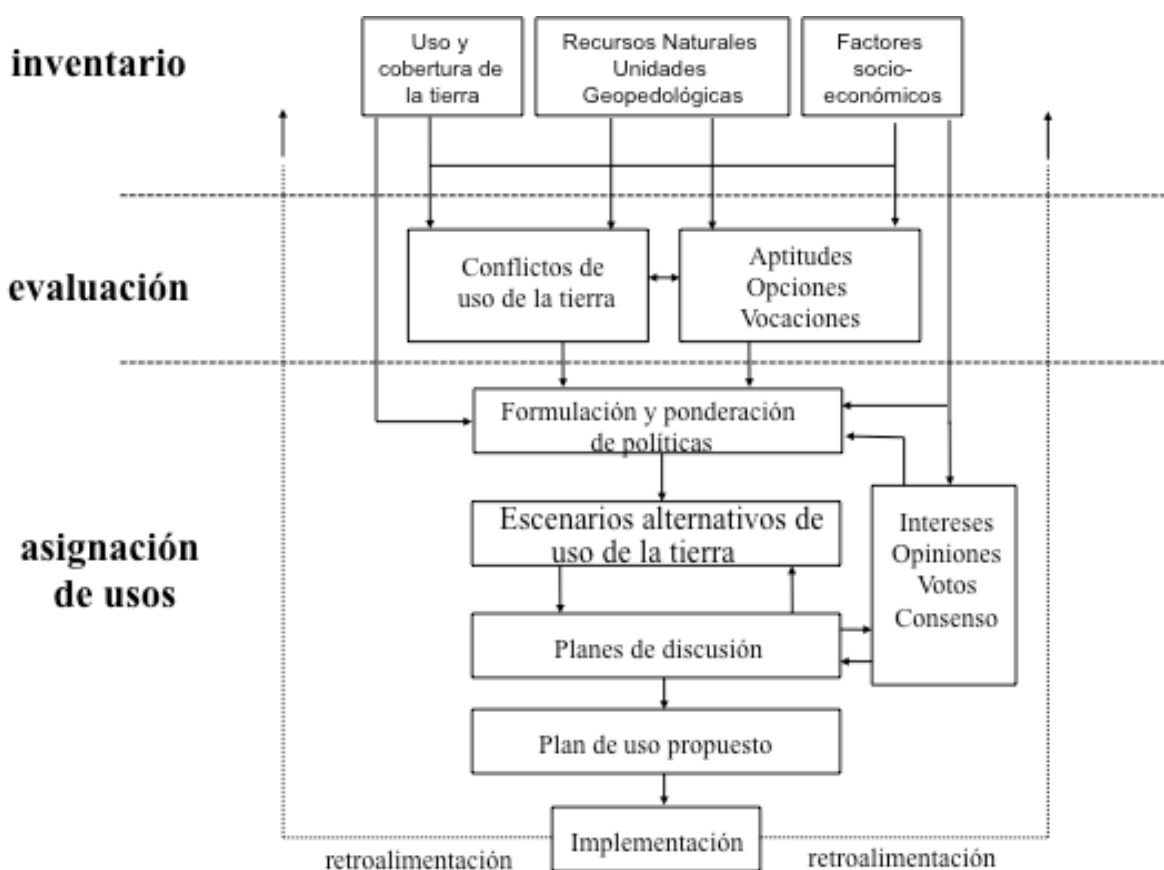 inventario
Uso y
cobertura de
la tierra
Recursos Naturales
Unidades
Geopedológicas
Factores
socio-
económicos
evaluación
Conflictos de
uso de la tierra
Aptitudes
Opciones
Vocaciones
asignación
de usos
Formulación y ponderación
de políticas
Escenarios alternativos de
uso de la tierra
Intereses
Opiniones
Votos
Consenso
Planes de discusión
Plan de uso propuesto
Implementación
retroalimentación
retroalimentación